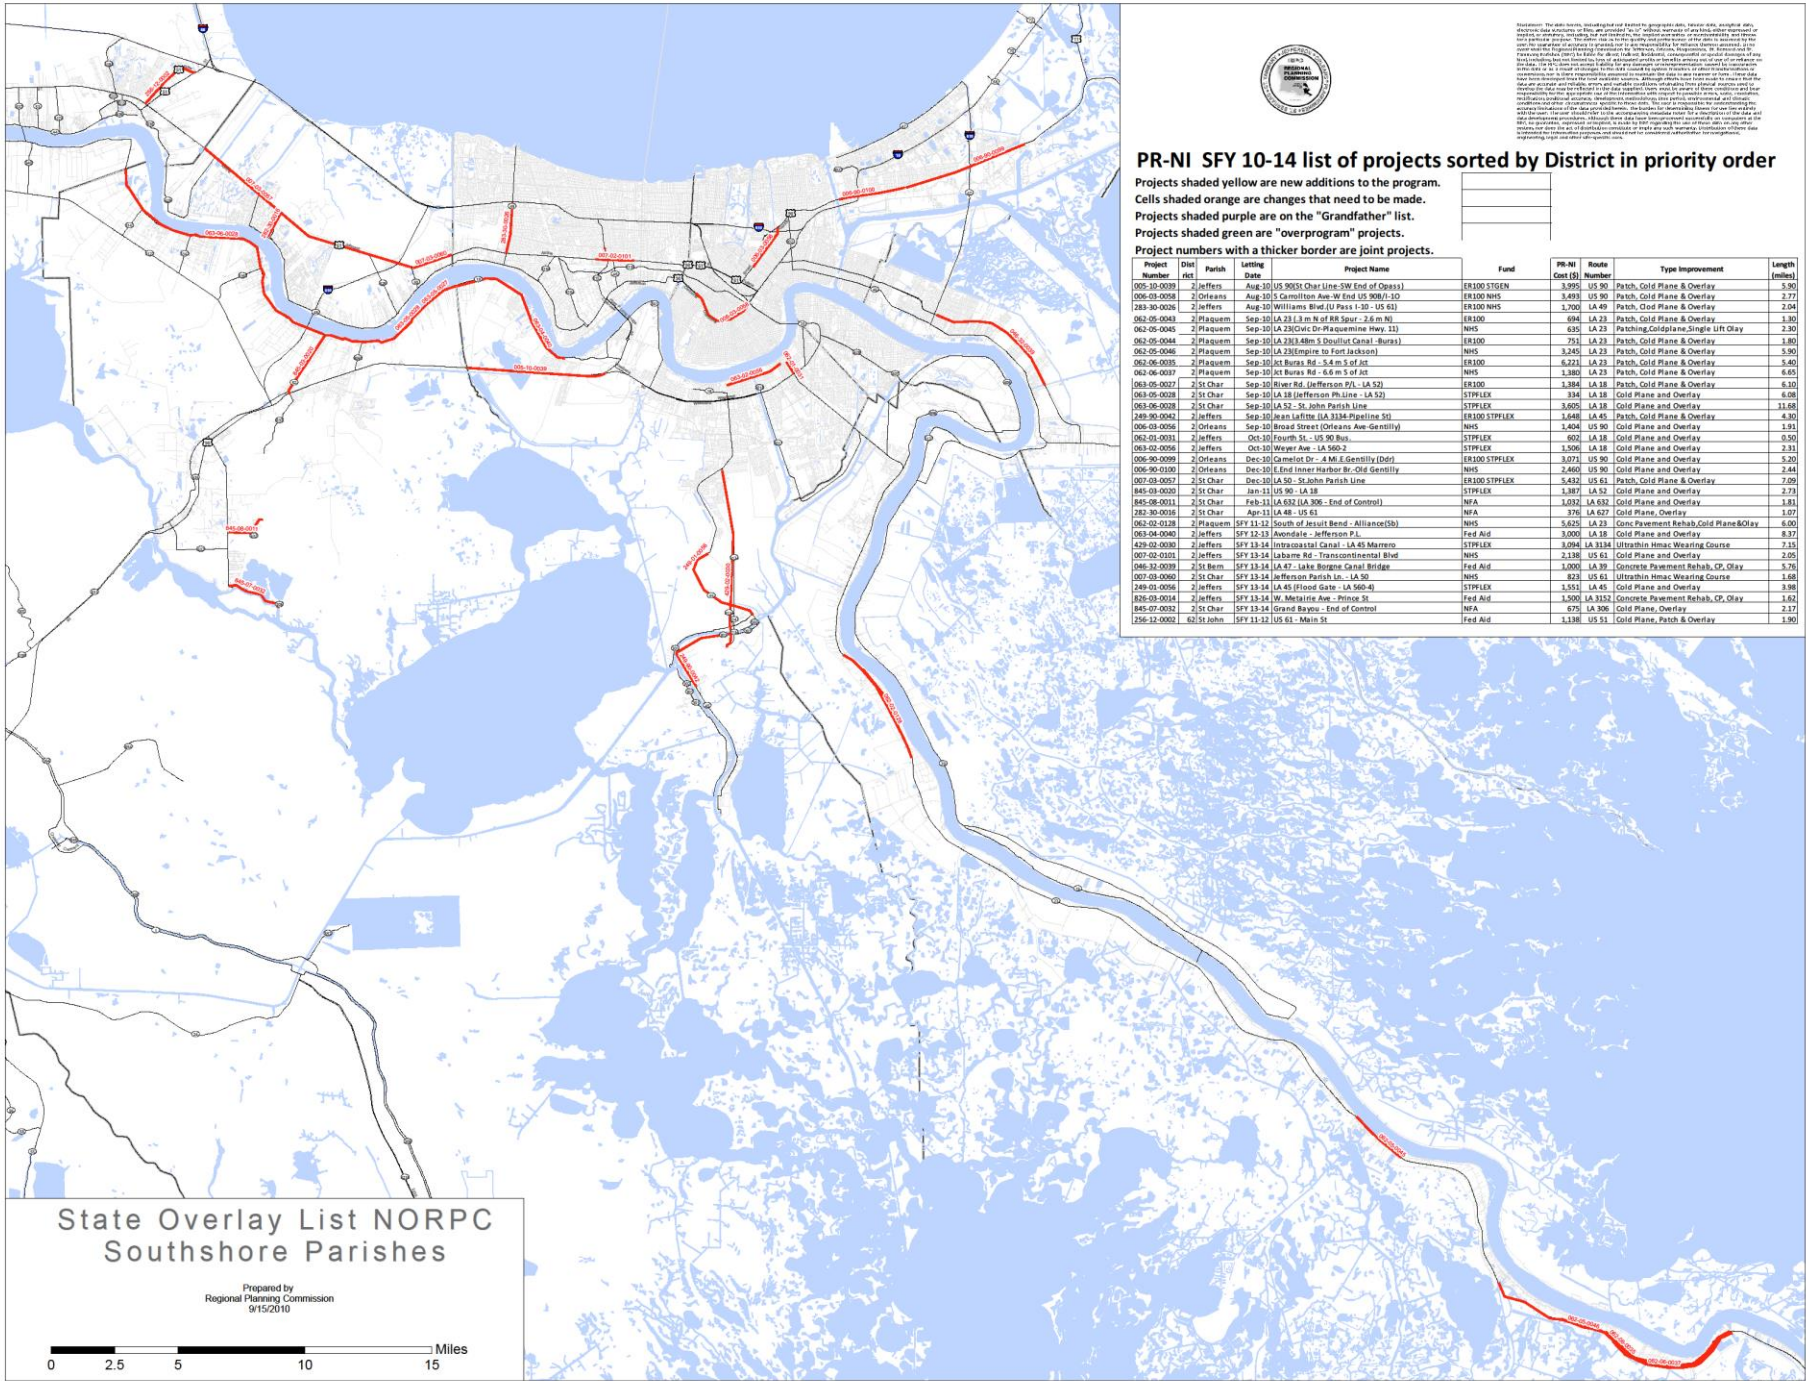 PR-NI SFY 10-14 list of projects sorted by District in priority order
Projects shaded yellow are new additions to the program.
Cells shaded orange are changes that need to be made.
Projects shaded purple are on the "Grandfather" list.
Projects shaded green are "overprogram" projects.
Project numbers with a thicker border are joint projects.
REGIONAL PLANNING COMMISSION
Project Number Dist rict Parish Letting Date Project Name Fund PR-NI Cost ($) Route Number Type Improvement Length (miles)
005-10-0039 2 Jeffers Aug-10 US 90(St Char Line-SW End of Opass) ER100 STGEN 3,995 US 90 Patch, Cold Plane & Overlay 5.90
006-03-0058 2 Orleans Aug-10 S Carrollton Ave-W End US 90B/I-10 ER100 NHS 3,493 US 90 Patch, Cold Plane & Overlay 2.77
283-30-0026 2 Jeffers Aug-10 Williams Blvd.(U Pass I-10 - US 61) ER100 NHS 1,700 LA 49 Patch, Clod Plane & Overlay 2.04
062-05-0043 2 Plaquem Sep-10 LA 23 (.3 m N of RR Spur - 2.6 m N) ER100 694 LA 23 Patch, Cold Plane & Overlay 1.30
062-05-0045 2 Plaquem Sep-10 LA 23(Civic Dr-Plaquemine Hwy. 11) NHS 635 LA 23 Patching,Coldplane,Single Lift Olay 2.30
062-05-0044 2 Plaquem Sep-10 LA 23(3.48m S Doullut Canal -Buras) ER100 751 LA 23 Patch, Cold Plane & Overlay 1.80
062-05-0046 2 Plaquem Sep-10 LA 23(Empire to Fort Jackson) NHS 3,245 LA 23 Patch, Cold Plane & Overlay 5.90
062-06-0035 2 Plaquem Sep-10 Jct Buras Rd - 5.4 m S of Jct ER100 6,221 LA 23 Patch, Cold Plane & Overlay 5.40
062-06-0037 2 Plaquem Sep-10 Jct Buras Rd - 6.6 m S of Jct NHS 1,380 LA 23 Patch, Cold Plane & Overlay 6.65
063-05-0027 2 St Char Sep-10 River Rd. (Jefferson P/L - LA 52) ER100 1,384 LA 18 Patch, Cold Plane & Overlay 6.10
063-05-0028 2 St Char Sep-10 LA 18 (Jefferson Ph.Line - LA 52) STPFLEX 334 LA 18 Cold Plane and Overlay 6.08
063-06-0028 2 St Char Sep-10 LA 52 - St. John Parish Line STPFLEX 3,605 LA 18 Cold Plane and Overlay 11.68
249-90-0042 2 Jeffers Sep-10 Jean Lafitte (LA 3134-Pipeline St) ER100 STPFLEX 1,648 LA 45 Patch, Cold Plane & Overlay 4.30
006-03-0056 2 Orleans Sep-10 Broad Street (Orleans Ave-Gentilly) NHS 1,404 US 90 Cold Plane and Overlay 1.91
062-01-0031 2 Jeffers Oct-10 Fourth St. - US 90 Bus. STPFLEX 602 LA 18 Cold Plane and Overlay 0.50
063-02-0056 2 Jeffers Oct-10 Weyer Ave - LA 560-2 STPFLEX 1,506 LA 18 Cold Plane and Overlay 2.31
006-90-0099 2 Orleans Dec-10 Camelot Dr - .4 Mi.E.Gentilly (Ddr) ER100 STPFLEX 3,071 US 90 Cold Plane and Overlay 5.20
006-90-0100 2 Orleans Dec-10 E.End Inner Harbor Br.-Old Gentilly NHS 2,460 US 90 Cold Plane and Overlay 2.44
007-03-0057 2 St Char Dec-10 LA 50 - St.John Parish Line ER100 STPFLEX 5,432 US 61 Patch, Cold Plane & Overlay 7.09
845-03-0020 2 St Char Jan-11 US 90 - LA 18 STPFLEX 1,387 LA 52 Cold Plane and Overlay 2.73
845-08-0011 2 St Char Feb-11 LA 632 (LA 306 - End of Control) NFA 1,032 LA 632 Cold Plane and Overlay 1.81
282-30-0016 2 St Char Apr-11 LA 48 - US 61 NFA 376 LA 627 Cold Plane, Overlay 1.07
062-02-0128 2 Plaquem SFY 11-12 South of Jesuit Bend - Alliance(Sb) NHS 5,625 LA 23 Conc Pavement Rehab,Cold Plane&Olay 6.00
063-04-0040 2 Jeffers SFY 12-13 Avondale - Jefferson P.L. Fed Aid 3,000 LA 18 Cold Plane and Overlay 8.37
429-02-0030 2 Jeffers SFY 13-14 Intracoastal Canal - LA 45 Marrero STPFLEX 3,094 LA 3134 Ultrathin Hmac Wearing Course 7.15
007-02-0101 2 Jeffers SFY 13-14 Labarre Rd - Transcontinental Blvd NHS 2,138 US 61 Cold Plane and Overlay 2.05
046-32-0039 2 St Bern SFY 13-14 LA 47 - Lake Borgne Canal Bridge Fed Aid 1,000 LA 39 Concrete Pavement Rehab, CP, Olay 5.76
007-03-0060 2 St Char SFY 13-14 Jefferson Parish Ln. - LA 50 NHS 823 US 61 Ultrathin Hmac Wearing Course 1.68
249-01-0056 2 Jeffers SFY 13-14 LA 45 (Flood Gate - LA 560-4) STPFLEX 1,551 LA 45 Cold Plane and Overlay 3.98
826-03-0014 2 Jeffers SFY 13-14 W. Metairie Ave - Prince St Fed Aid 1,500 LA 3152 Concrete Pavement Rehab, CP, Olay 1.62
845-07-0032 2 St Char SFY 13-14 Grand Bayou - End of Control NFA 675 LA 306 Cold Plane, Overlay 2.17
256-12-0002 62 St John SFY 11-12 US 61 - Main St Fed Aid 1,138 US 51 Cold Plane, Patch & Overlay 1.90
006-90-0099
006-90-0100
063-06-0028
007-03-0060
007-02-0101
005-10-0039
845-08-0011
845-07-0032
State Overlay List NORPC
Southshore Parishes
Prepared by
Regional Planning Commission
9/15/2010
Miles
0 2.5 5 10 15